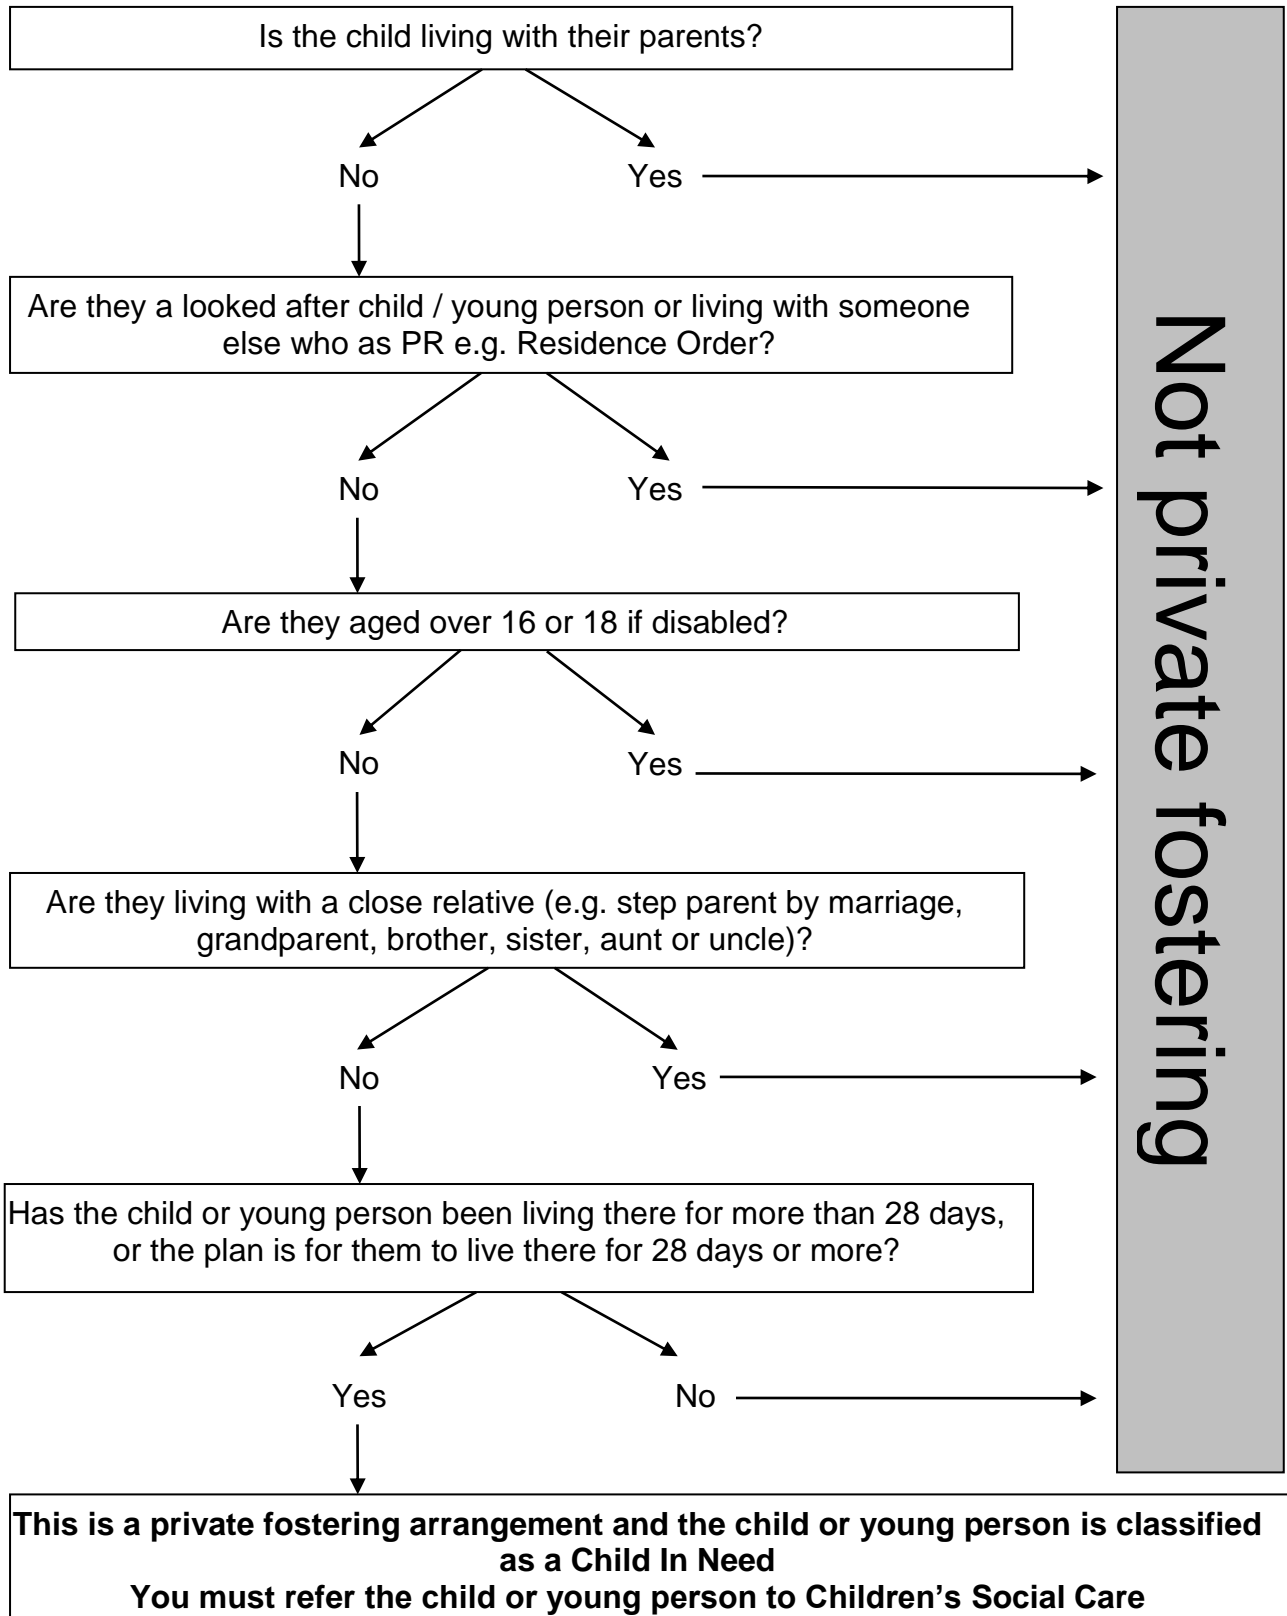 Is the child living with their parents?
No
Yes
Are they a looked after child / young person or living with someone
else who as PR e.g. Residence Order?
No
Yes
Are they aged over 16 or 18 if disabled?
No
Yes
Are they living with a close relative (e.g. step parent by marriage,
grandparent, brother, sister, aunt or uncle)?
No
Yes
Has the child or young person been living there for more than 28 days,
or the plan is for them to live there for 28 days or more?
Yes
No
This is a private fostering arrangement and the child or young person is classified
as a Child In Need
You must refer the child or young person to Children’s Social Care
Not private fostering